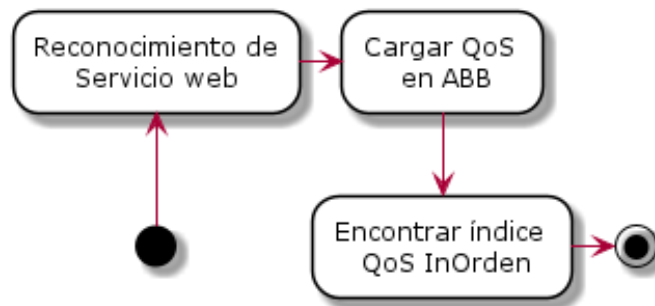 Reconocimiento de
Servicio web
Cargar QoS
en ABB
Encontrar índice
QoS InOrden